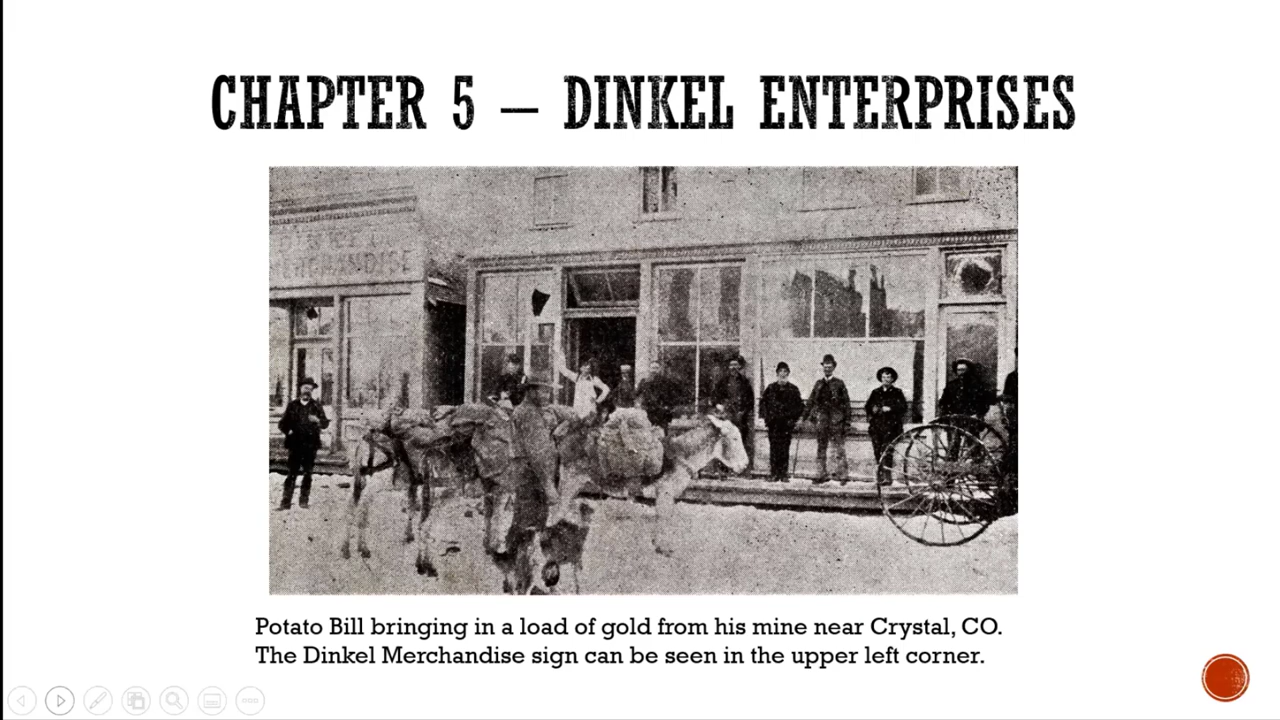 CHAPTER 5 – DINKEL ENTERPRISES
MERCHANDISE
Potato Bill bringing in a load of gold from his mine near Crystal, CO.
The Dinkel Merchandise sign can be seen in the upper left corner.